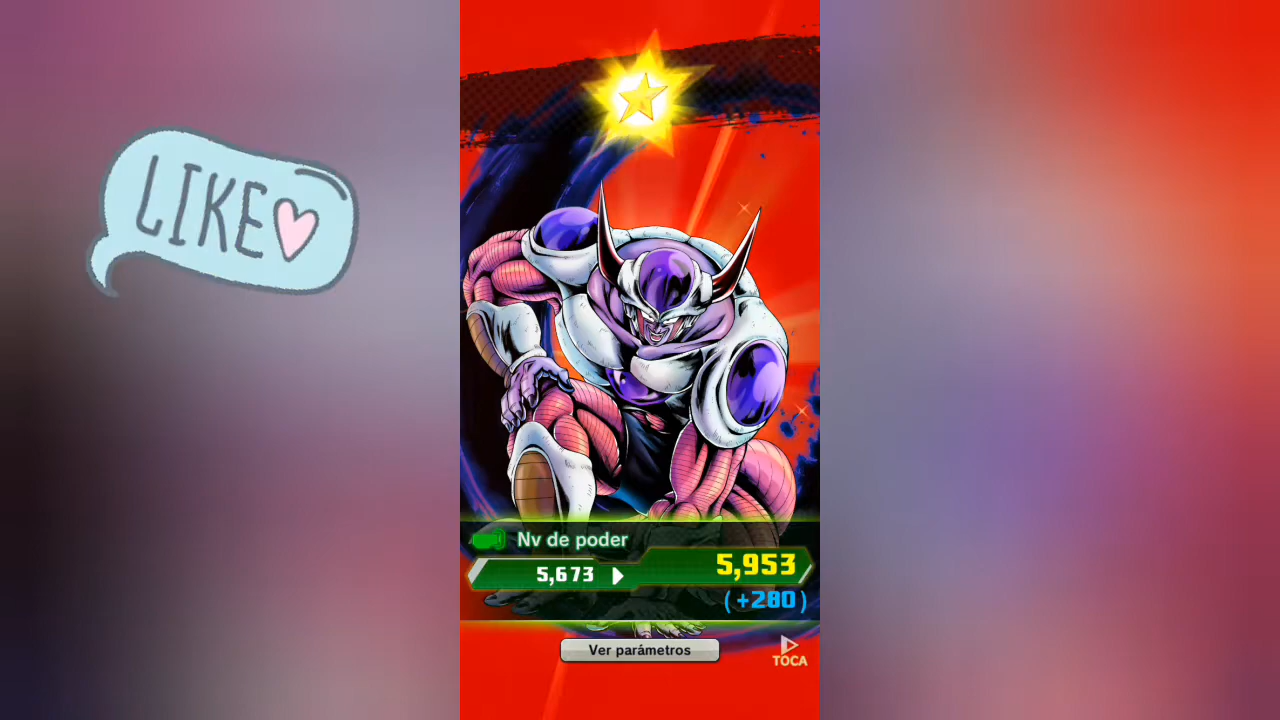 LIKE
Nv de poder
5,673
5,953
(+280)
Ver parámetros
TOCA